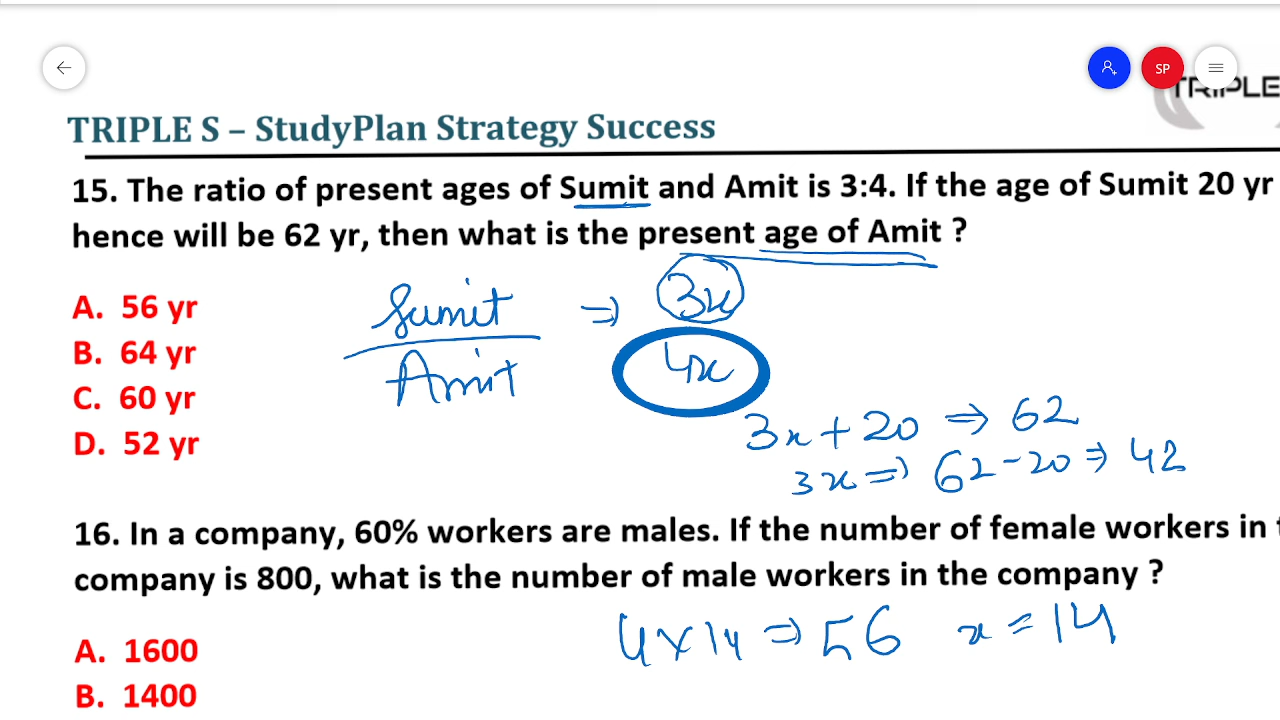 SP
TRIPLE
TRIPLE S – StudyPlan Strategy Success
15. The ratio of present ages of Sumit and Amit is 3:4. If the age of Sumit 20 yr
hence will be 62 yr, then what is the present age of Amit ?
A. 56 yr
B. 64 yr
C. 60 yr
D. 52 yr
Sumit ⇒ 3x
Amit 4x
3x + 20 ⇒ 62
3x ⇒ 62 - 20 ⇒ 42
16. In a company, 60% workers are males. If the number of female workers in
company is 800, what is the number of male workers in the company ?
4 x 14 ⇒ 56 x = 14
A. 1600
B. 1400